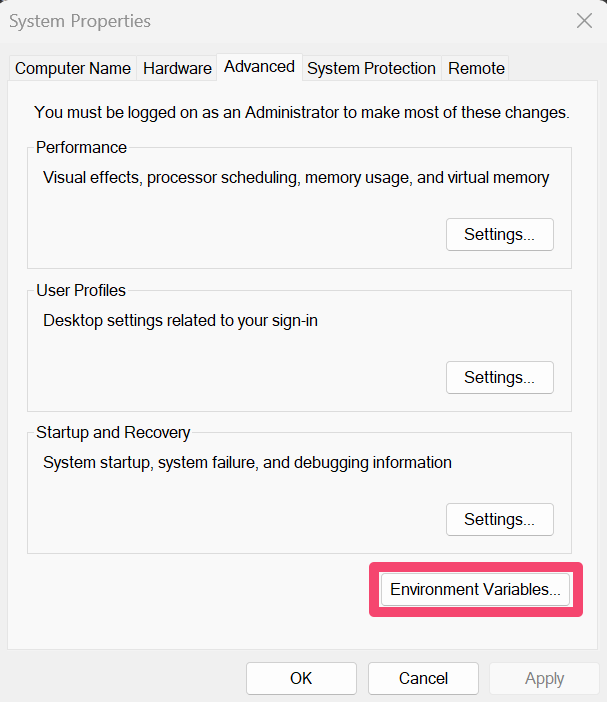 System Properties
Computer Name
Hardware
Advanced
System Protection
Remote
You must be logged on as an Administrator to make most of these changes.
Performance
Visual effects, processor scheduling, memory usage, and virtual memory
Settings...
User Profiles
Desktop settings related to your sign-in
Settings...
Startup and Recovery
System startup, system failure, and debugging information
Settings...
Environment Variables...
OK
Cancel
Apply